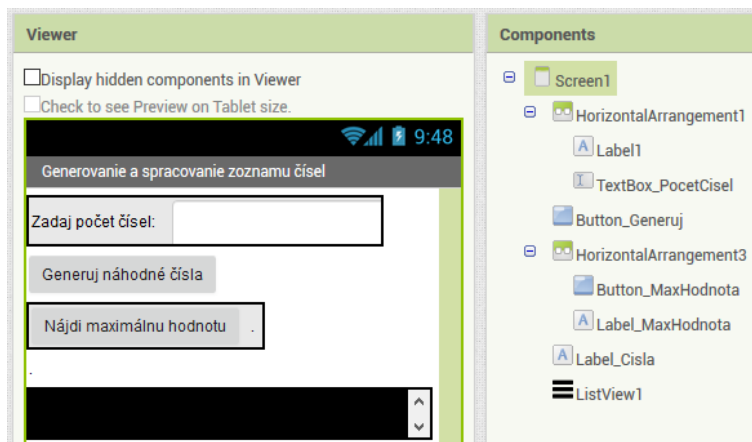 Viewer
Display hidden components in Viewer
Check to see Preview on Tablet size.
9:48
Generovanie a spracovanie zoznamu čísel
Zadaj počet čísel:
Generuj náhodné čísla
Nájdi maximálnu hodnotu .
.
Components
Screen1
HorizontalArrangement1
A Label1
TextBox_PocetCisel
Button_Generuj
HorizontalArrangement3
Button_MaxHodnota
A Label_MaxHodnota
A Label_Cisla
ListView1